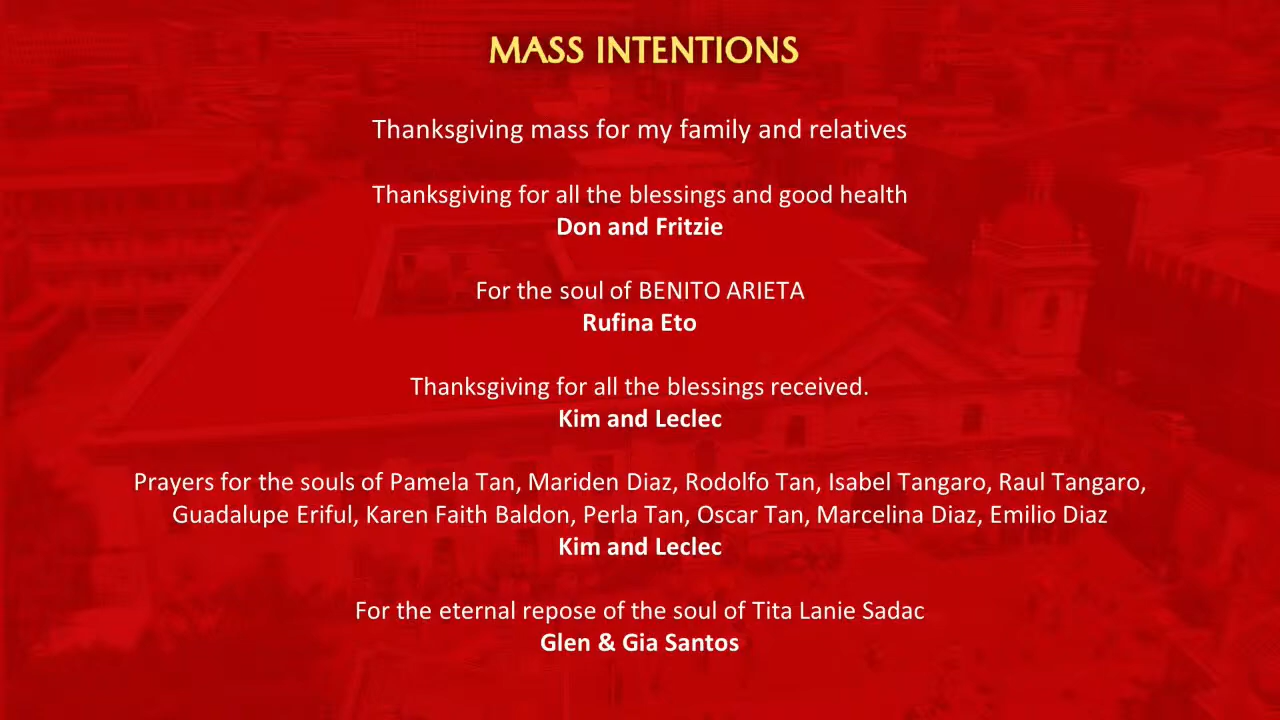 MASS INTENTIONS
Thanksgiving mass for my family and relatives
Thanksgiving for all the blessings and good health
Don and Fritzie
For the soul of BENITO ARIETA
Rufina Eto
Thanksgiving for all the blessings received.
Kim and Leclec
Prayers for the souls of Pamela Tan, Mariden Diaz, Rodolfo Tan, Isabel Tangaro, Raul Tangaro,
Guadalupe Eriful, Karen Faith Baldon, Perla Tan, Oscar Tan, Marcelina Diaz, Emilio Diaz
Kim and Leclec
For the eternal repose of the soul of Tita Lanie Sadac
Glen & Gia Santos